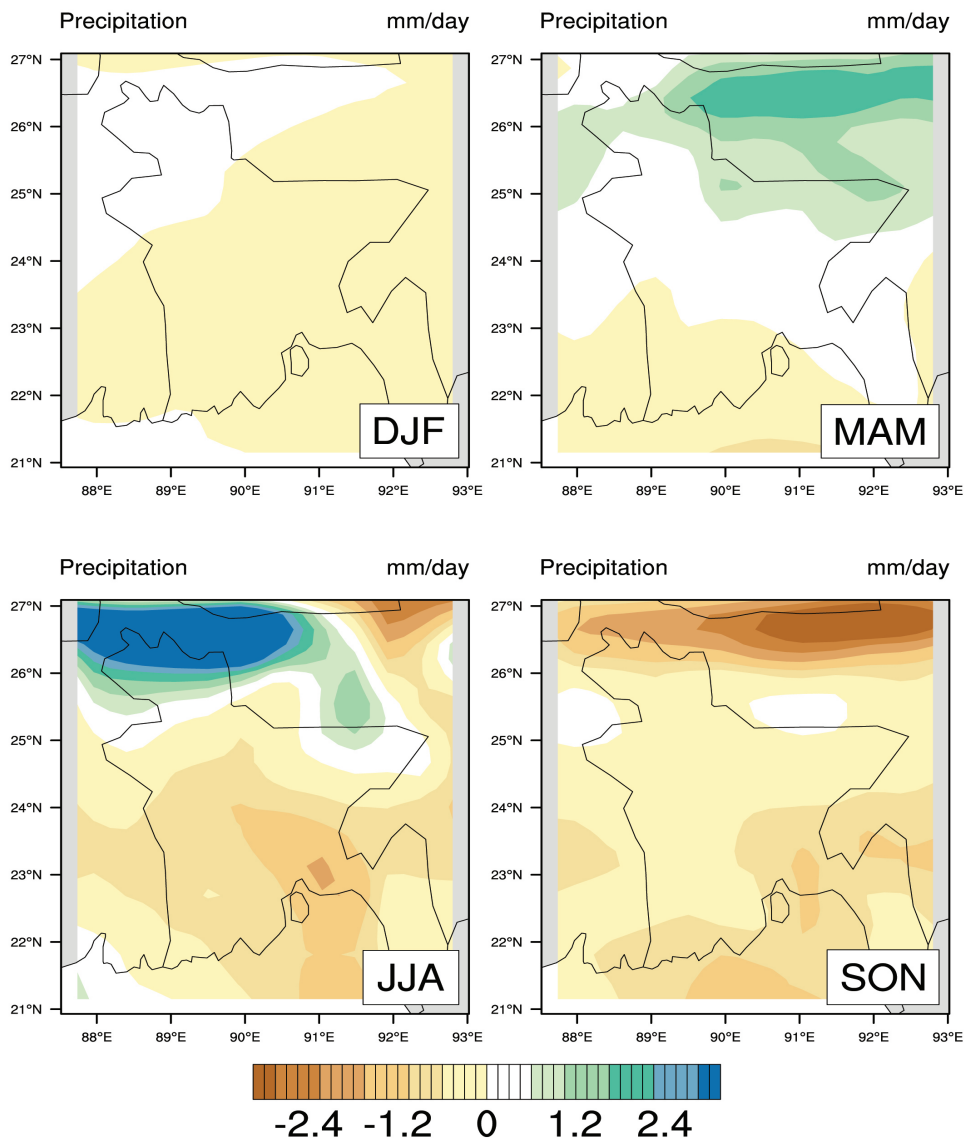 Precipitation mm/day Precipitation mm/day
27°N 27°N
26°N 26°N
25°N 25°N
24°N 24°N
23°N 23°N
22°N 22°N
21°N 21°N
DJF MAM
88°E 89°E 90°E 91°E 92°E 93°E 88°E 89°E 90°E 91°E 92°E 93°E
Precipitation mm/day Precipitation mm/day
27°N 27°N
26°N 26°N
25°N 25°N
24°N 24°N
23°N 23°N
22°N 22°N
21°N 21°N
JJA SON
88°E 89°E 90°E 91°E 92°E 93°E 88°E 89°E 90°E 91°E 92°E 93°E
-2.4 -1.2 0 1.2 2.4